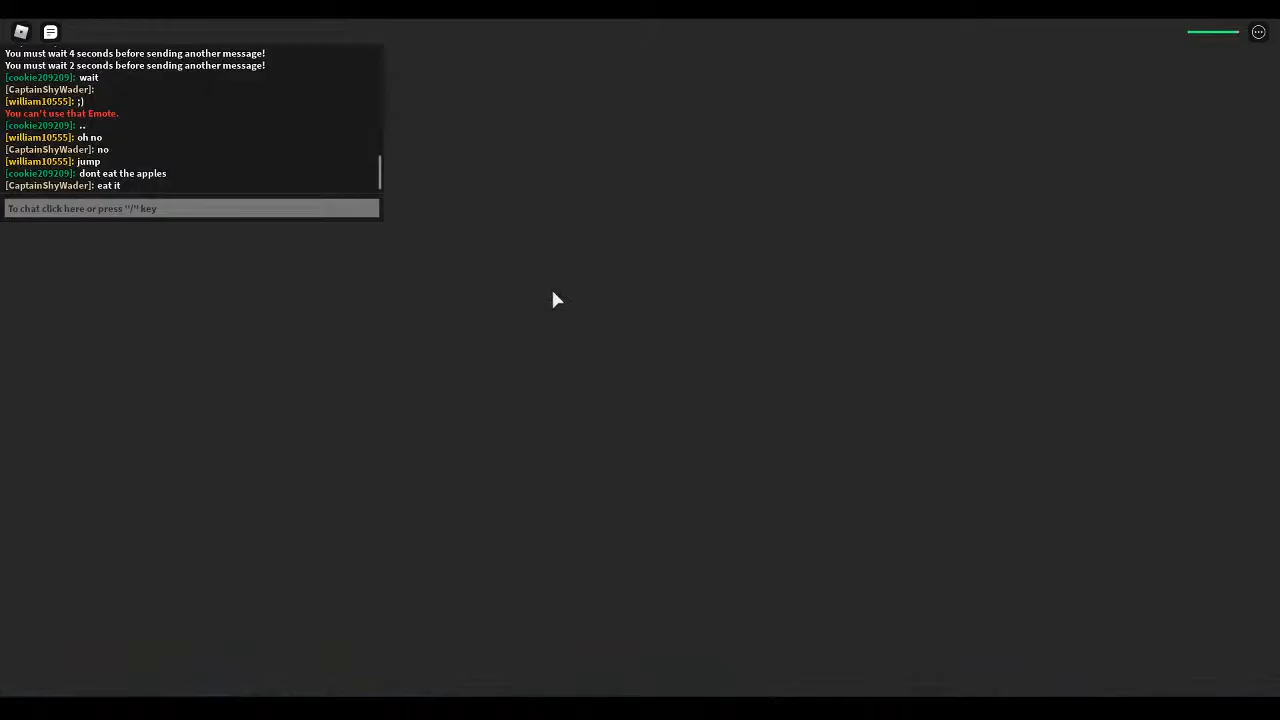 You must wait 4 seconds before sending another message!
You must wait 2 seconds before sending another message!
[cookie209209]: wait
[CaptainShyWader]:
[william10555]: ;)
You can't use that Emote.
[cookie209209]: ..
[william10555]: oh no
[CaptainShyWader]: no
[william10555]: jump
[cookie209209]: dont eat the apples
[CaptainShyWader]: eat it
To chat click here or press "/" key